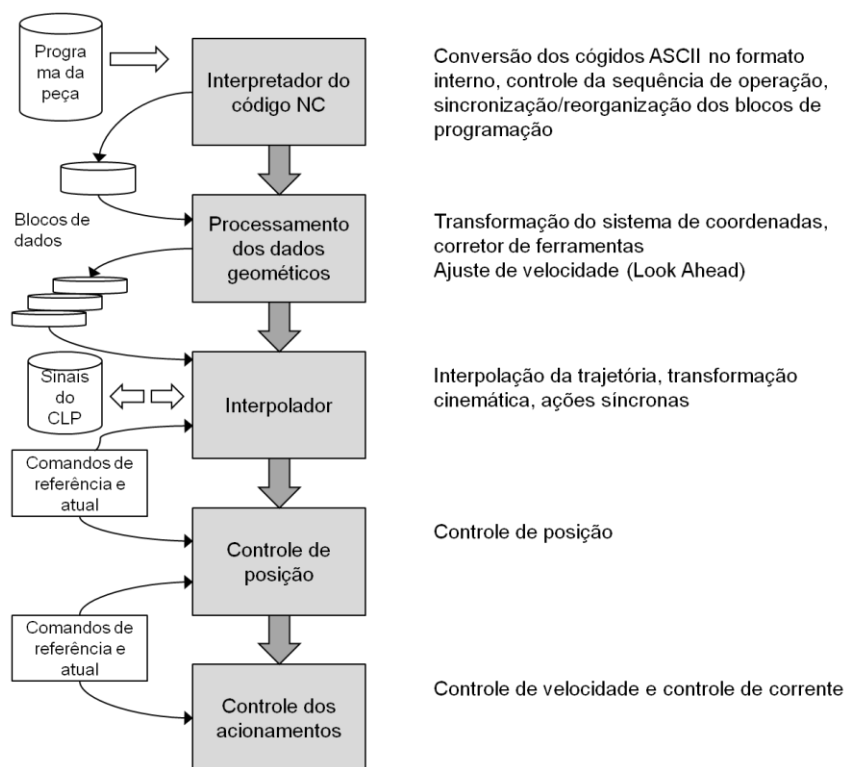 Progra
ma da
peça
Interpretador do
código NC
Conversão dos cógidos ASCII no formato
interno, controle da sequência de operação,
sincronização/reorganização dos blocos de
programação
Blocos de
dados
Processamento
dos dados
geométicos
Transformação do sistema de coordenadas,
corretor de ferramentas
Ajuste de velocidade (Look Ahead)
Sinais
do
CLP
Interpolador
Interpolação da trajetória, transformação
cinemática, ações síncronas
Comandos de
referência e
atual
Controle de
posição
Controle de posição
Comandos de
referência e
atual
Controle dos
acionamentos
Controle de velocidade e controle de corrente